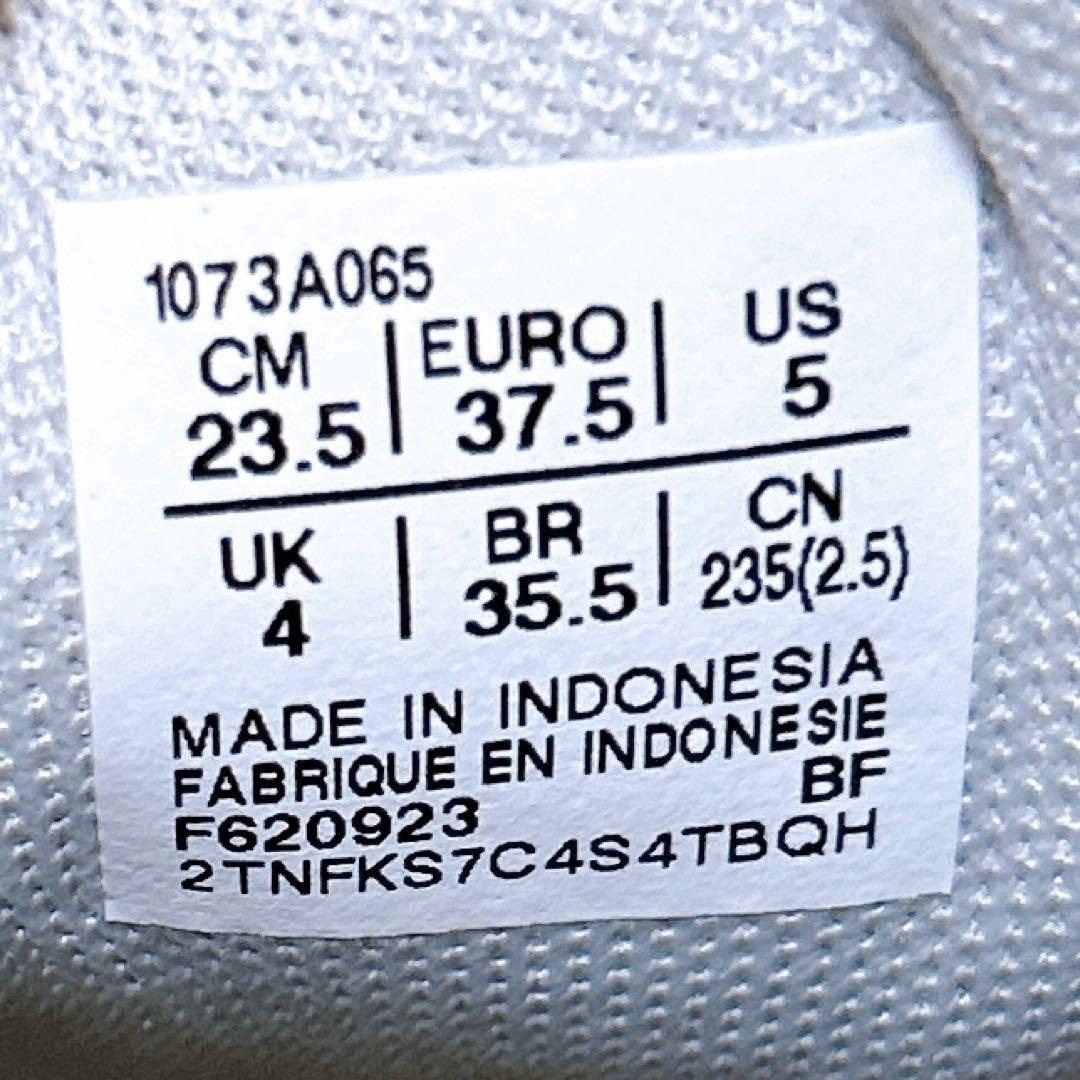 1073A065
CM | EURO | US
23.5 | 37.5 | 5
UK | BR | CN
4 | 35.5 | 235(2.5)
MADE IN INDONESIA
FABRIQUE EN INDONESIE
F620923 BF
2TNFKS7C4S4TBQH